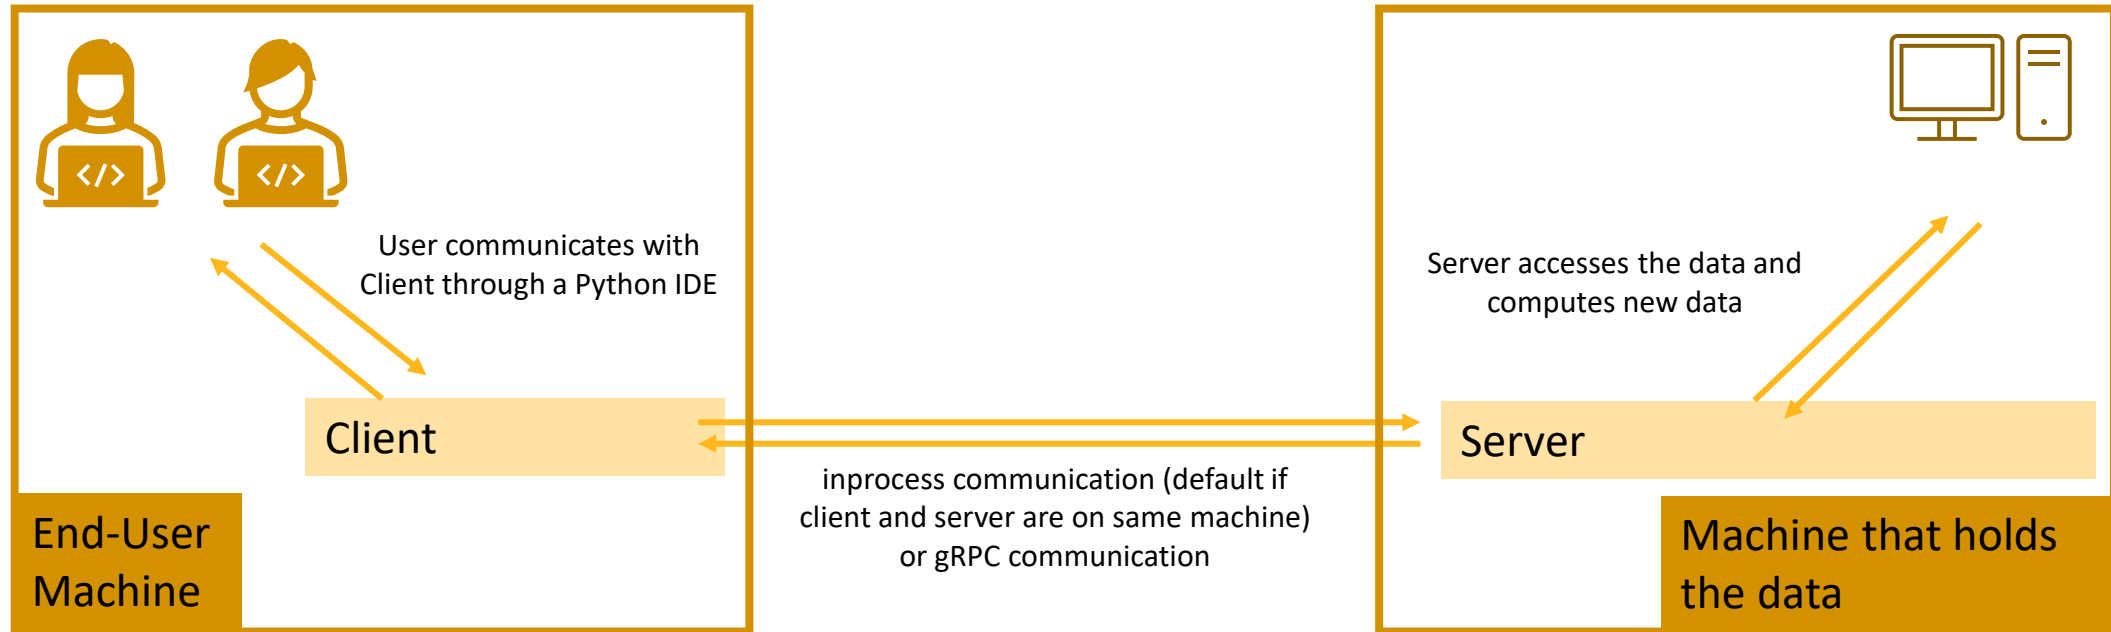 </>
</>
User communicates with
Client through a Python IDE
Client
End-User
Machine
inprocess communication (default if
client and server are on same machine)
or gRPC communication
Server accesses the data and
computes new data
Server
Machine that holds
the data